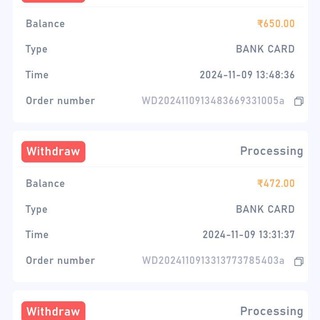 Balance ₹650.00
Type BANK CARD
Time 2024-11-09 13:48:36
Order number WD2024110913483669331005a
Withdraw Processing
Balance ₹472.00
Type BANK CARD
Time 2024-11-09 13:31:37
Order number WD2024110913313773785403a
Withdraw Processing